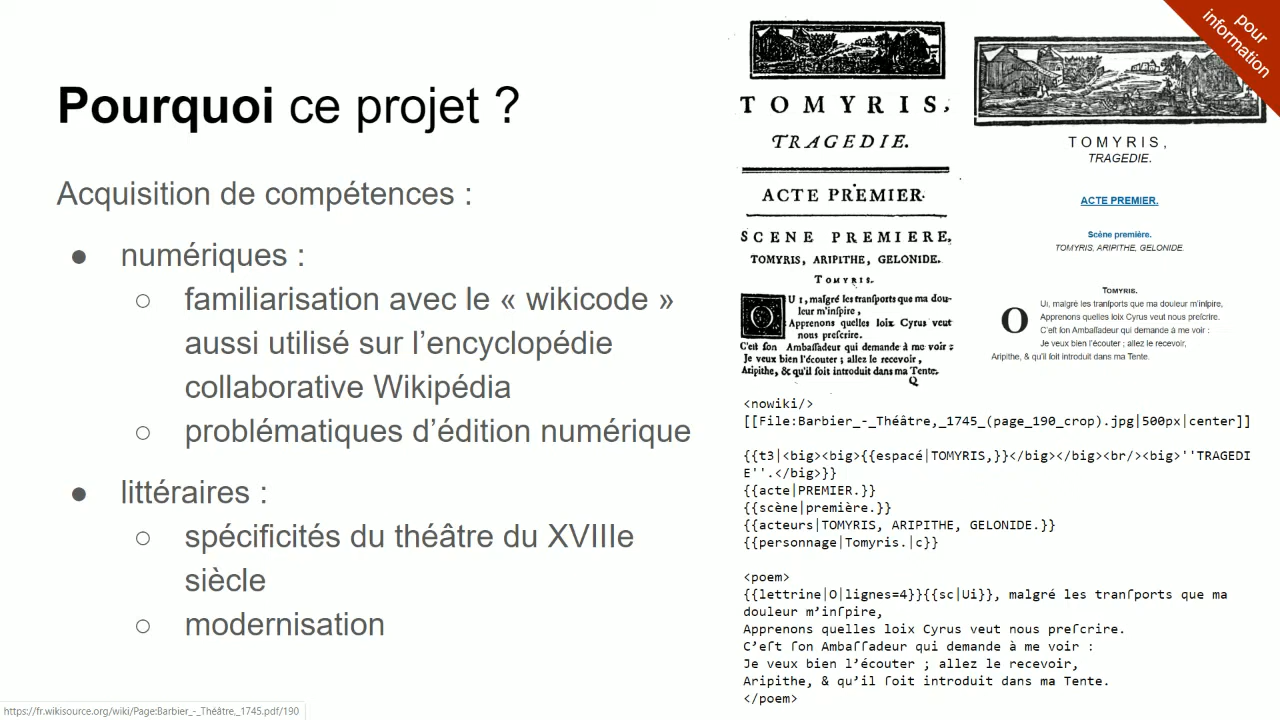 pour
information
Pourquoi ce projet ?
Acquisition de compétences :
● numériques :
○ familiarisation avec le « wikicode »
aussi utilisé sur l’encyclopédie
collaborative Wikipédia
○ problématiques d’édition numérique
● littéraires :
○ spécificités du théâtre du XVIIIe
siècle
○ modernisation
TOMYRIS,
TRAGEDIE.
ACTE PREMIER.
SCENE PREMIERE,
TOMYRIS, ARIPITHE, GELONIDE.
TOMYRIS.
OUI, malgré les tranſports que ma dou-
leur m’inſpire,
Apprenons quelles loix Cyrus veut
nous preſcrire.
C’eſt ſon Ambaſſadeur qui demande à me voir :
Je veux bien l’écouter ; allez le recevoir,
Aripithe, & qu’il ſoit introduit dans ma Tente.
Q
TOMYRIS,
TRAGEDIE.
ACTE PREMIER.
Scène première.
TOMYRIS, ARIPITHE, GELONIDE.
TOMYRIS.
OUI, malgré les tranſports que ma douleur m’inſpire,
Apprenons quelles loix Cyrus veut nous preſcrire.
C’eſt ſon Ambaſſadeur qui demande à me voir :
Je veux bien l’écouter ; allez le recevoir,
Aripithe, & qu’il ſoit introduit dans ma Tente.
<nowiki/>
[[File:Barbier_-_Théâtre,_1745_(page_190_crop).jpg|500px|center]]
{{t3|<big><big>{{espacé|TOMYRIS,}}</big></big><br/><big>''TRAGEDI
E''.</big>}}
{{acte|PREMIER.}}
{{scène|première.}}
{{acteurs|TOMYRIS, ARIPITHE, GELONIDE.}}
{{personnage|Tomyris.|c}}
<poem>
{{lettrine|O|lignes=4}}{{sc|Ui}}, malgré les tranſports que ma
douleur m’inſpire,
Apprenons quelles loix Cyrus veut nous preſcrire.
C’eſt ſon Ambaſſadeur qui demande à me voir :
Je veux bien l’écouter ; allez le recevoir,
Aripithe, & qu’il ſoit introduit dans ma Tente.
</poem>
https://fr.wikisource.org/wiki/Page:Barbier_-_Théâtre,_1745.pdf/190